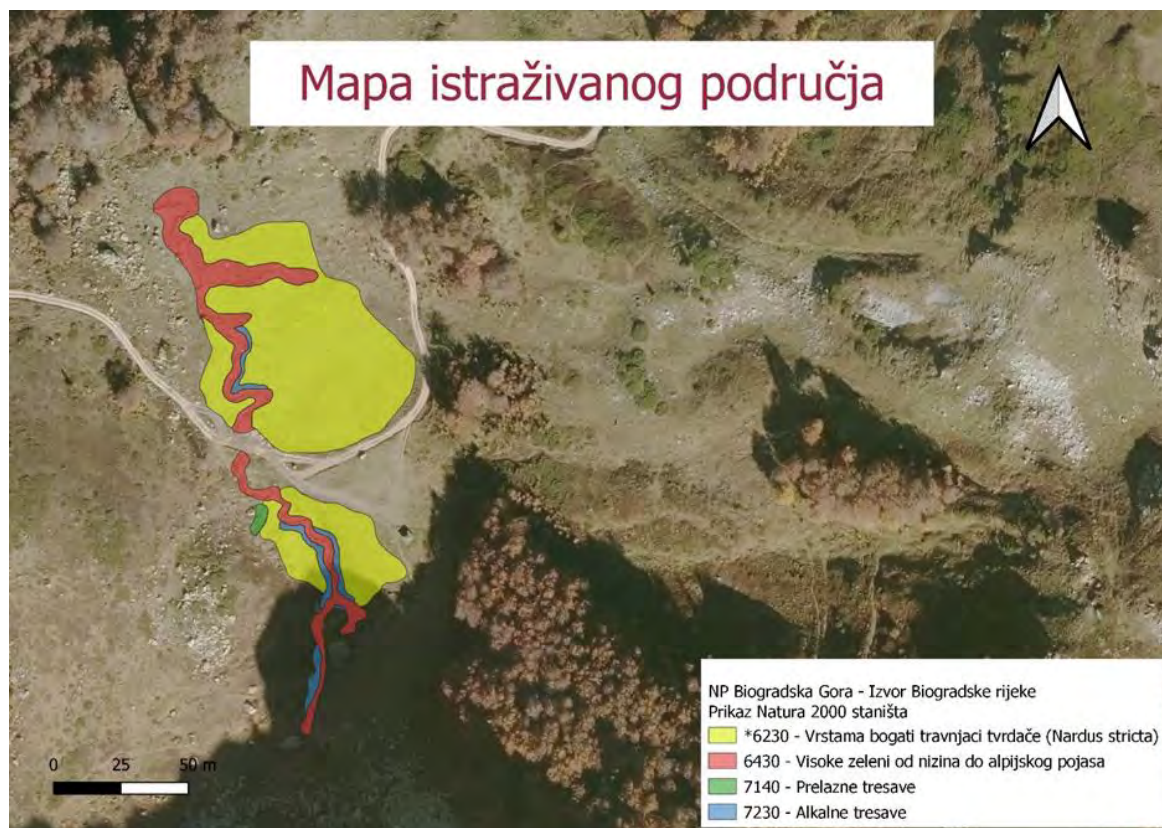 Mapa istraživanog područja
NP Biogradska Gora - Izvor Biogradske rijeke
Prikaz Natura 2000 staništa
*6230 - Vrstama bogati travnjaci tvrdače (Nardus stricta)
6430 - Visoke zeleni od nizina do alpijskog pojasa
7140 - Prelazne tresave
7230 - Alkalne tresave
0 25 50 m